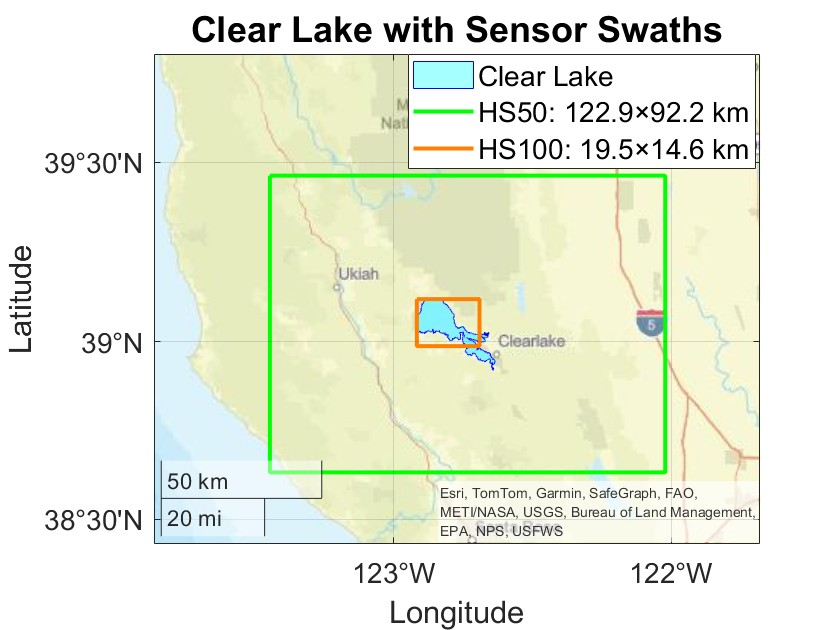 Clear Lake with Sensor Swaths
Clear Lake
HS50: 122.9×92.2 km
HS100: 19.5×14.6 km
M
Nati
39°30'N
39°N
38°30'N
Latitude
Ukiah
Clearlake
5
50 km
20 mi
Esri, TomTom, Garmin, SafeGraph, FAO,
METI/NASA, USGS, Bureau of Land Management,
EPA, NPS, USFWS
123°W
122°W
Longitude